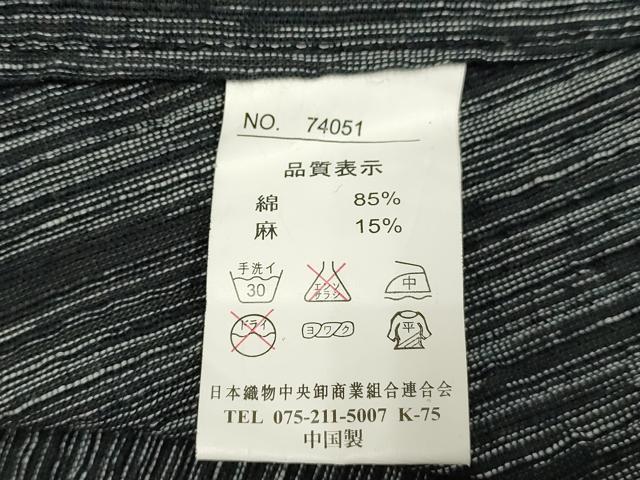 NO. 74051
品質表示
綿 85%
麻 15%
手洗イ 30
エンソ サラシ
中
ドライ
ヨワク
平
日本織物中央卸商業組合連合会
TEL 075-211-5007 K-75
中国製